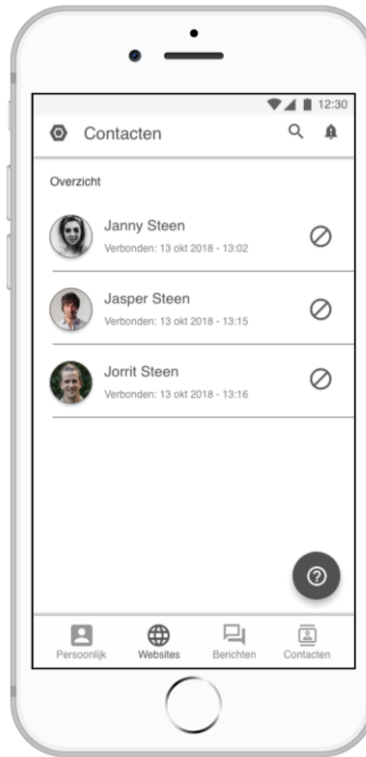 12:30
Contacten
Overzicht
Janny Steen
Verbonden: 13 okt 2018 - 13:02
Jasper Steen
Verbonden: 13 okt 2018 - 13:15
Jorrit Steen
Verbonden: 13 okt 2018 - 13:16
Persoonlijk Websites Berichten Contacten